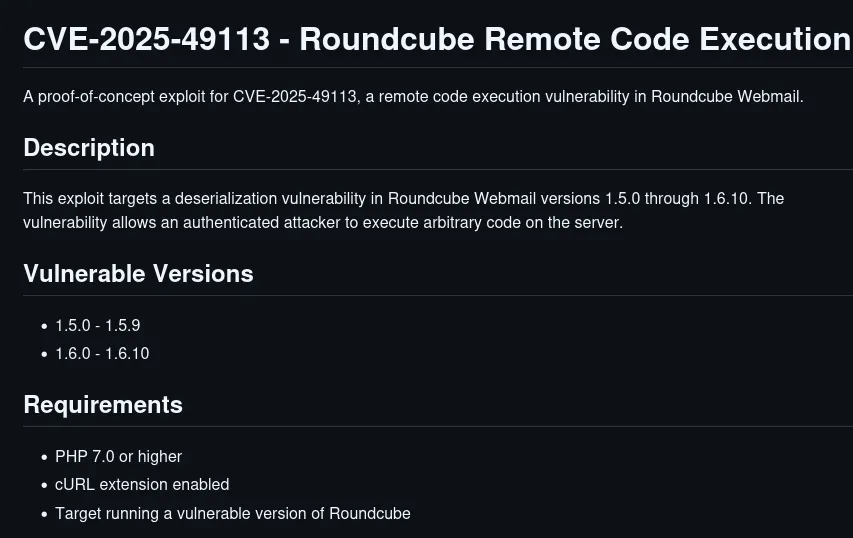 CVE-2025-49113 - Roundcube Remote Code Execution
A proof-of-concept exploit for CVE-2025-49113, a remote code execution vulnerability in Roundcube Webmail.
Description
This exploit targets a deserialization vulnerability in Roundcube Webmail versions 1.5.0 through 1.6.10. The
vulnerability allows an authenticated attacker to execute arbitrary code on the server.
Vulnerable Versions
• 1.5.0 - 1.5.9
• 1.6.0 - 1.6.10
Requirements
• PHP 7.0 or higher
• cURL extension enabled
• Target running a vulnerable version of Roundcube